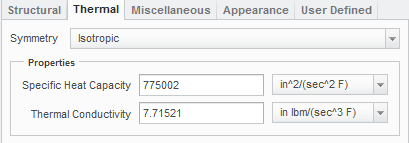 Structural Thermal Miscellaneous Appearance User Defined
Symmetry Isotropic
Properties
Specific Heat Capacity 775002 in^2/(sec^2 F)
Thermal Conductivity 7.71521 in lbm/(sec^3 F)